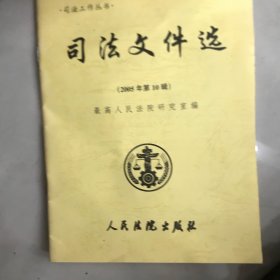 ·司法工作丛书·
司法文件选
（2005年第10辑）
最高人民法院研究室编
人民法院出版社